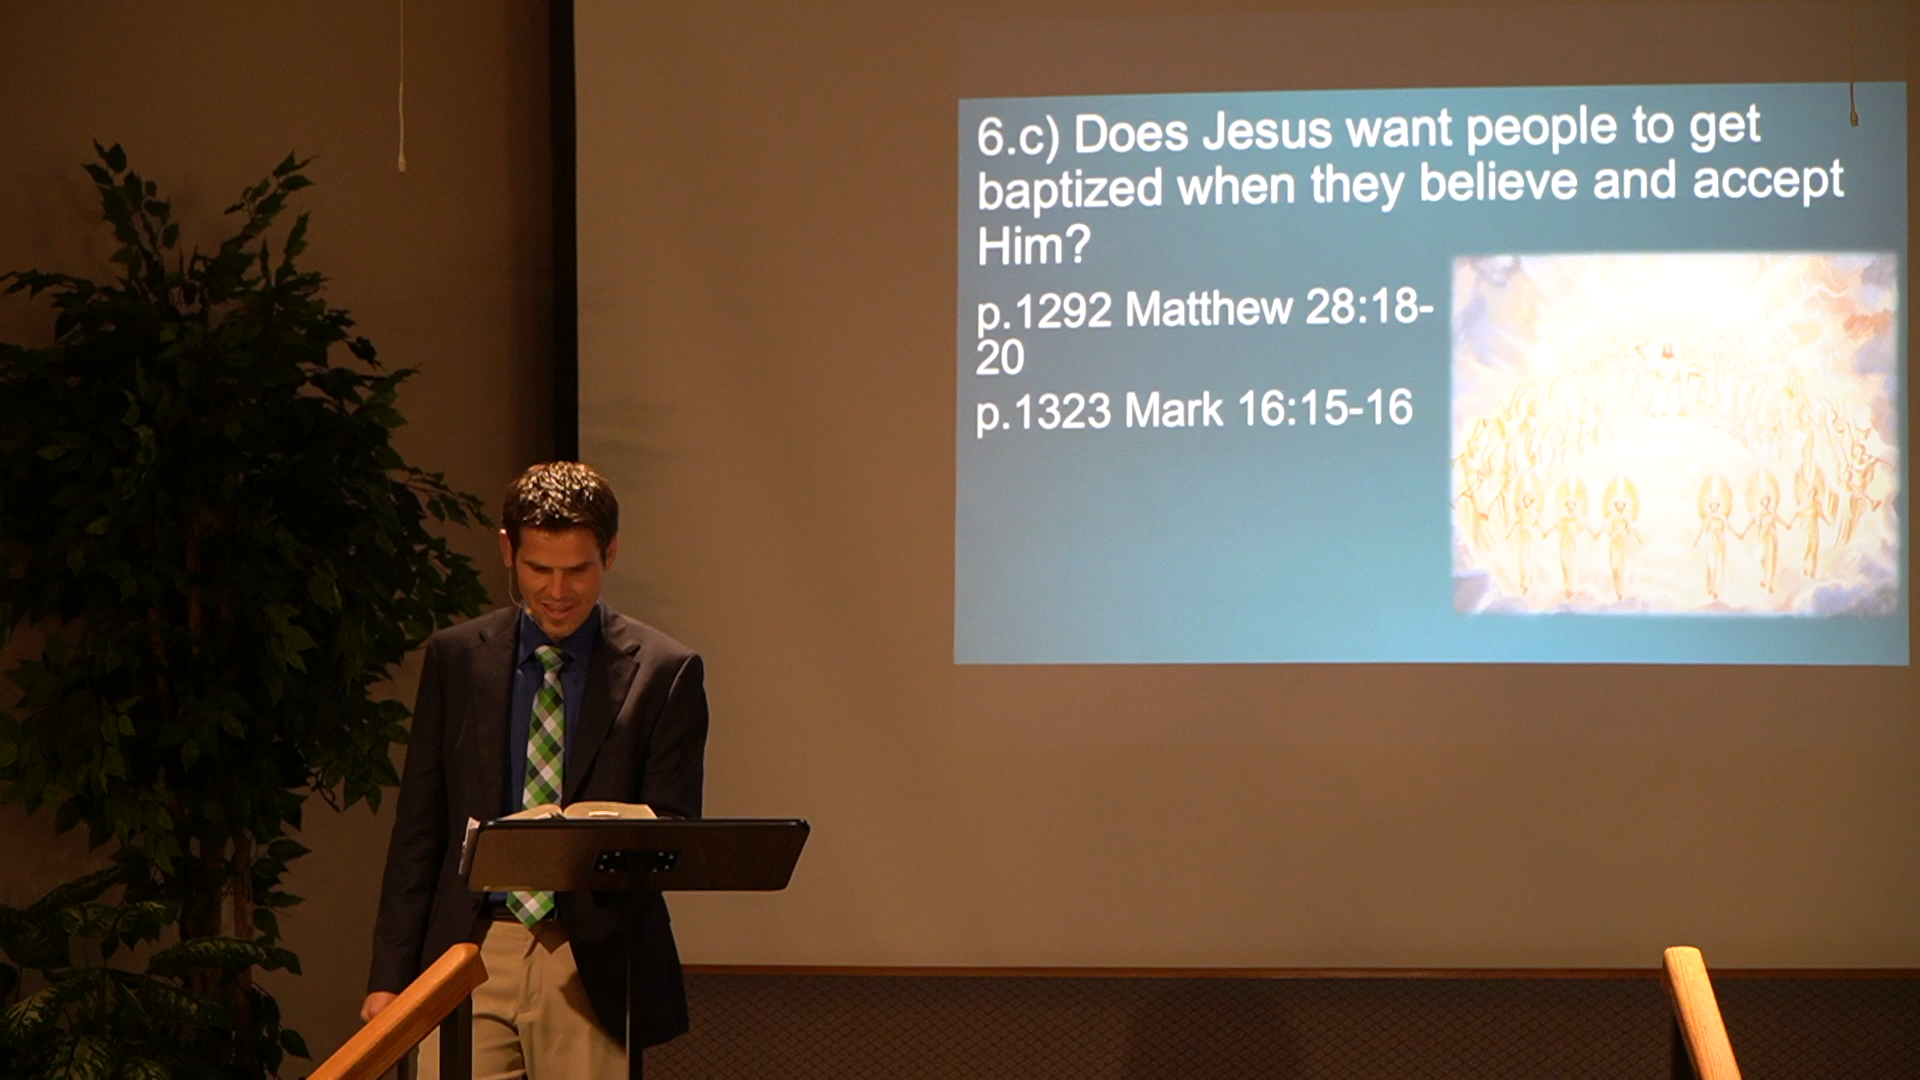 6.c) Does Jesus want people to get
baptized when they believe and accept
Him?
p.1292 Matthew 28:18-
20
p.1323 Mark 16:15-16